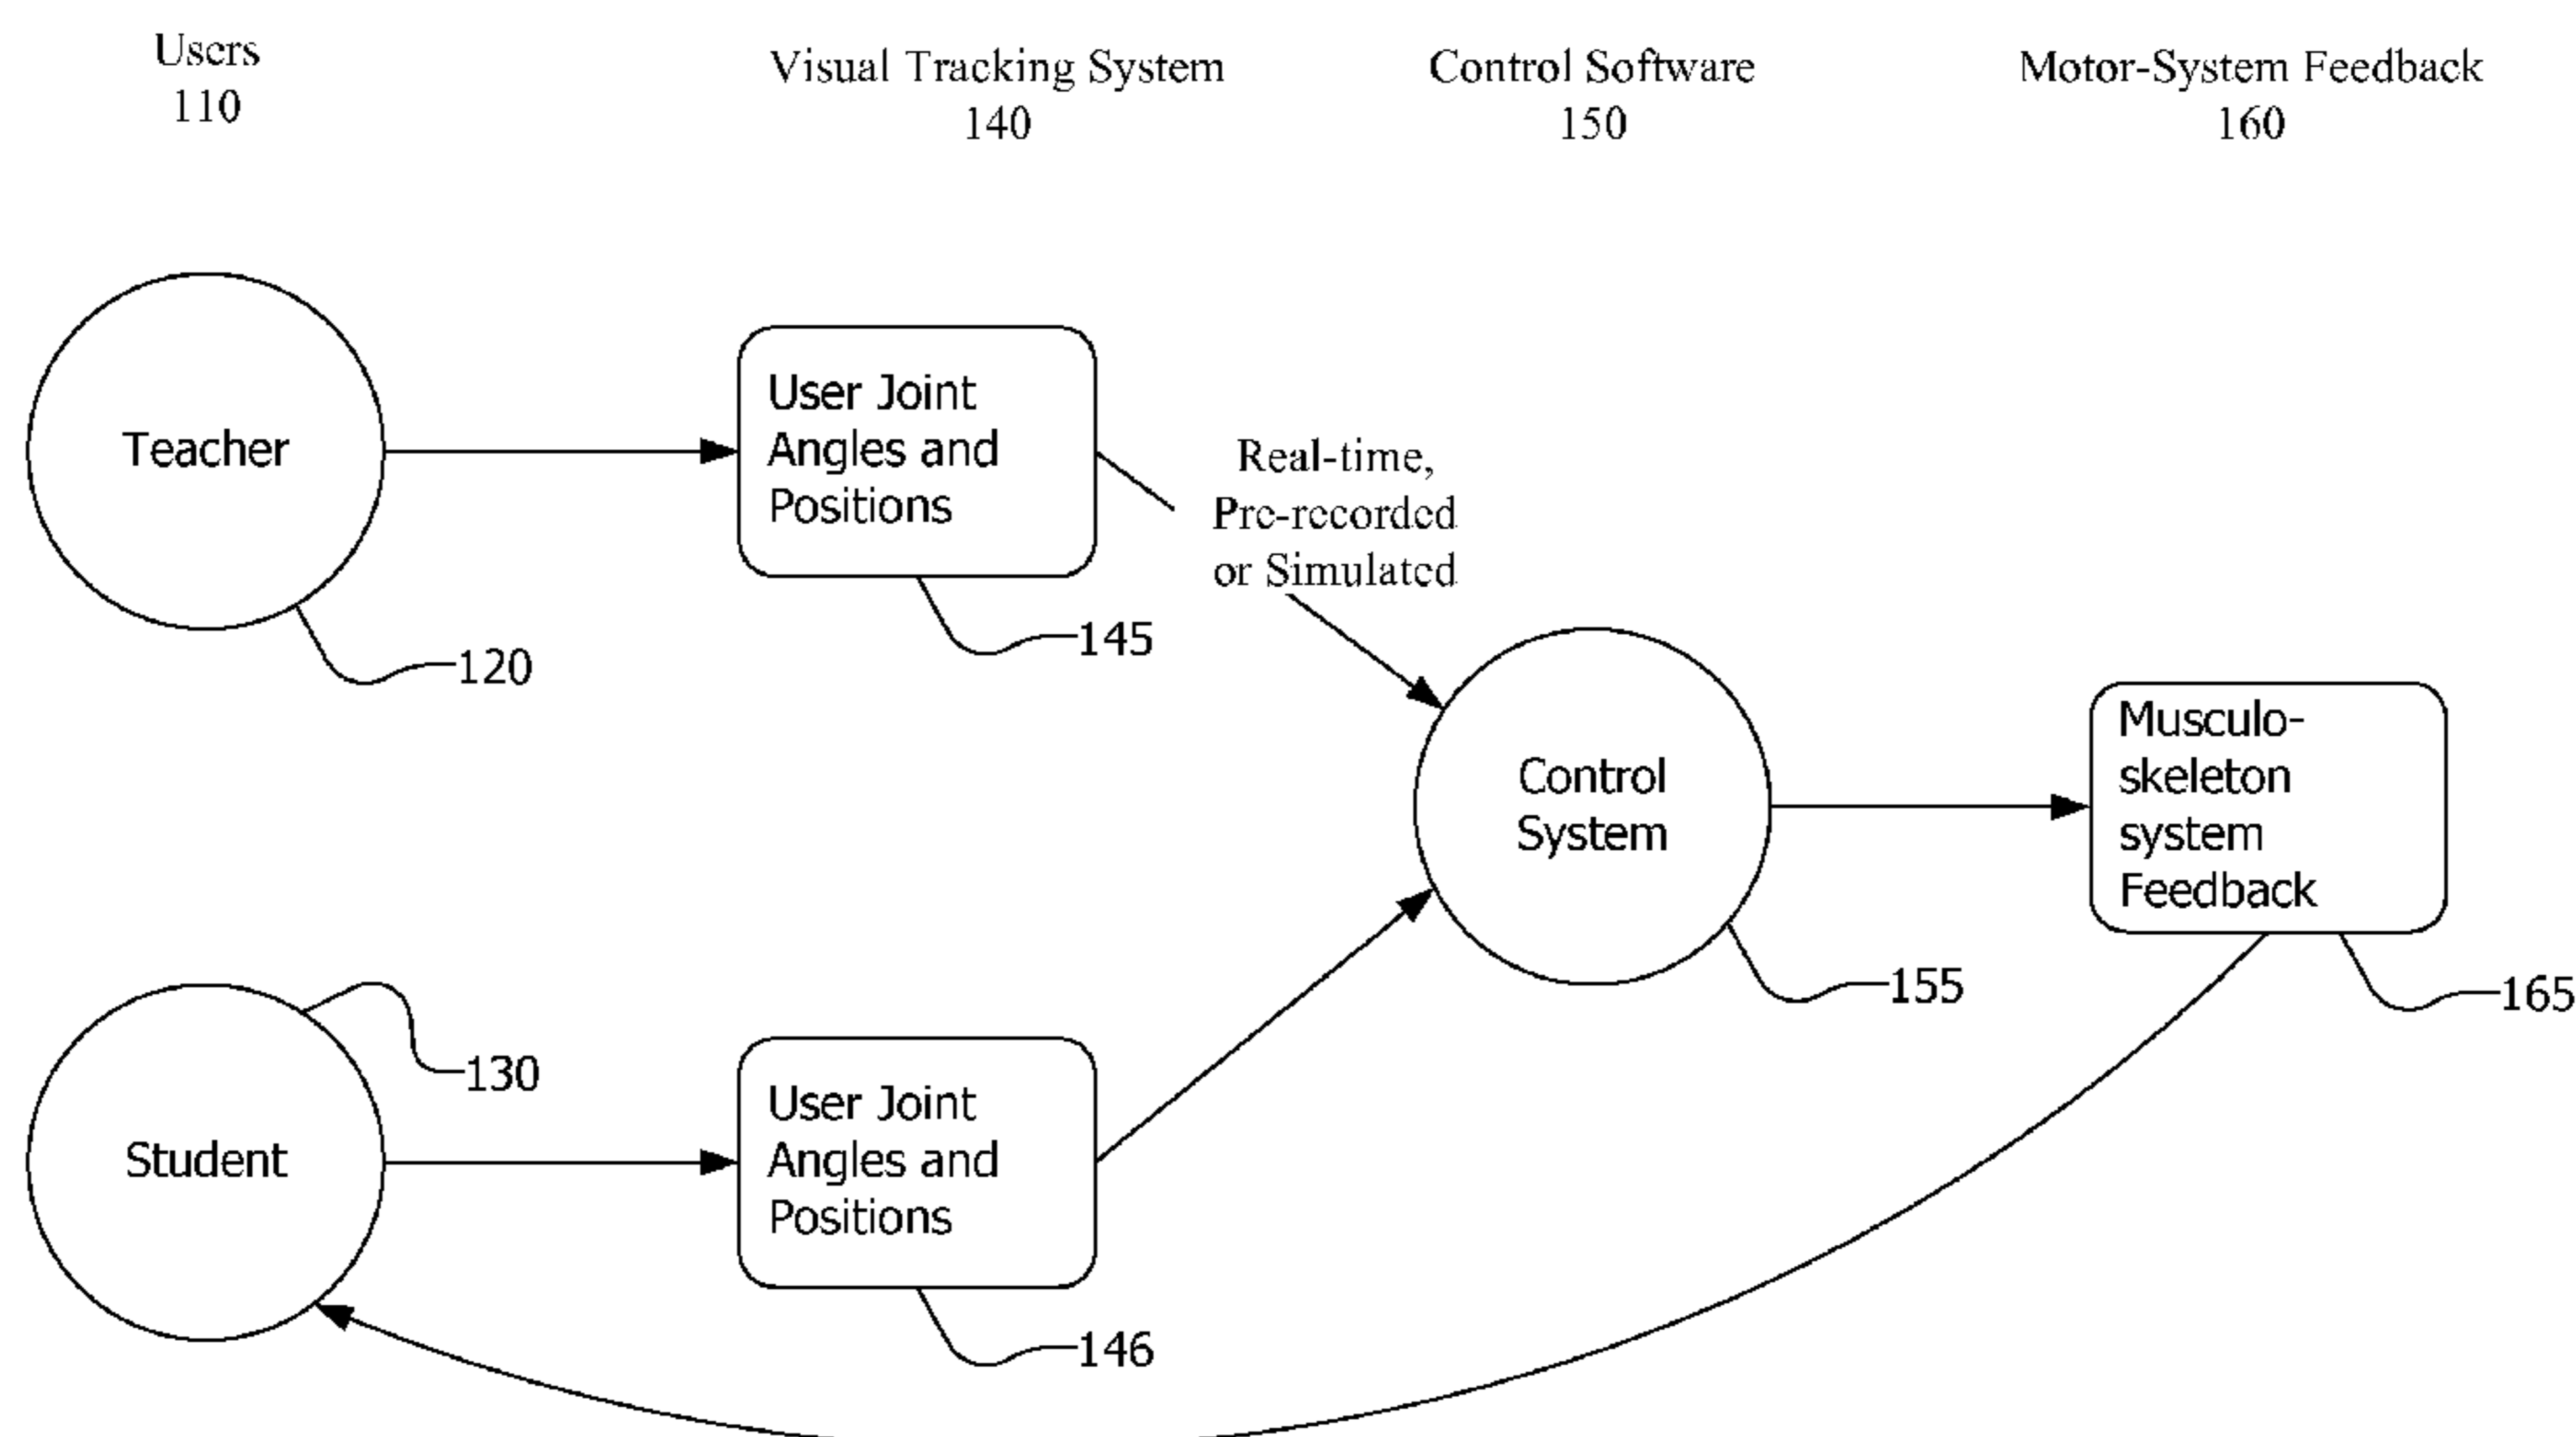 Users
110
Visual Tracking System
140
Control Software
150
Motor-System Feedback
160
Teacher
120
User Joint
Angles and
Positions
145
Real-time,
Pre-recorded
or Simulated
Control
System
155
Musculo-
skeleton
system
Feedback
165
Student
130
User Joint
Angles and
Positions
146